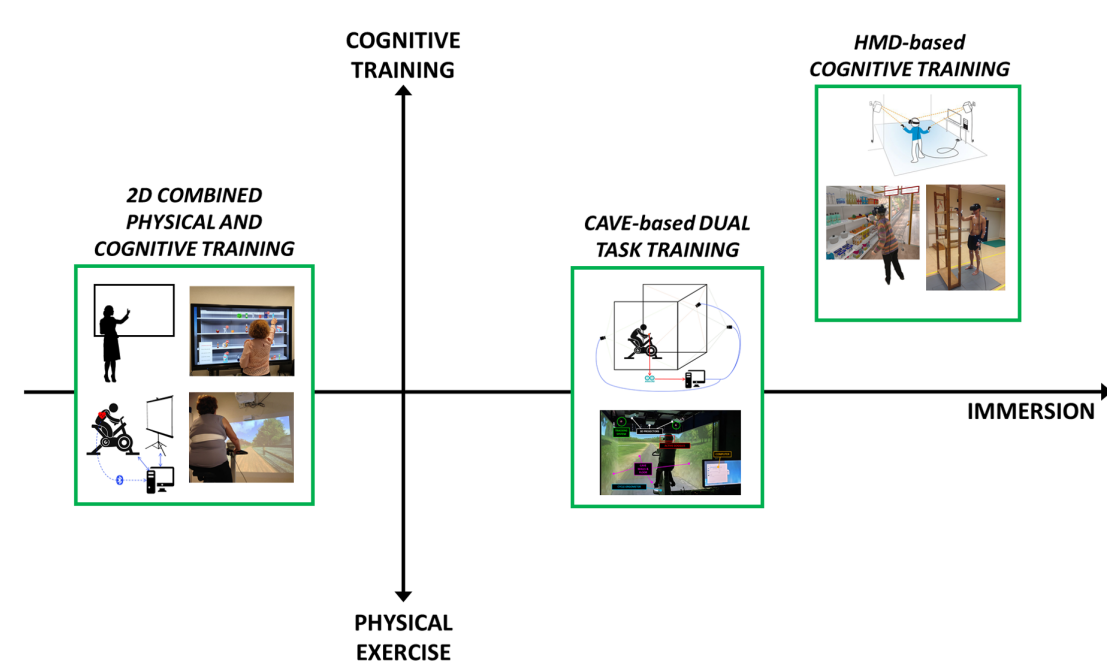 COGNITIVE
TRAINING
HMD-based
COGNITIVE TRAINING
2D COMBINED
PHYSICAL AND
COGNITIVE TRAINING
CAVE-based DUAL
TASK TRAINING
IMMERSION
PHYSICAL
EXERCISE